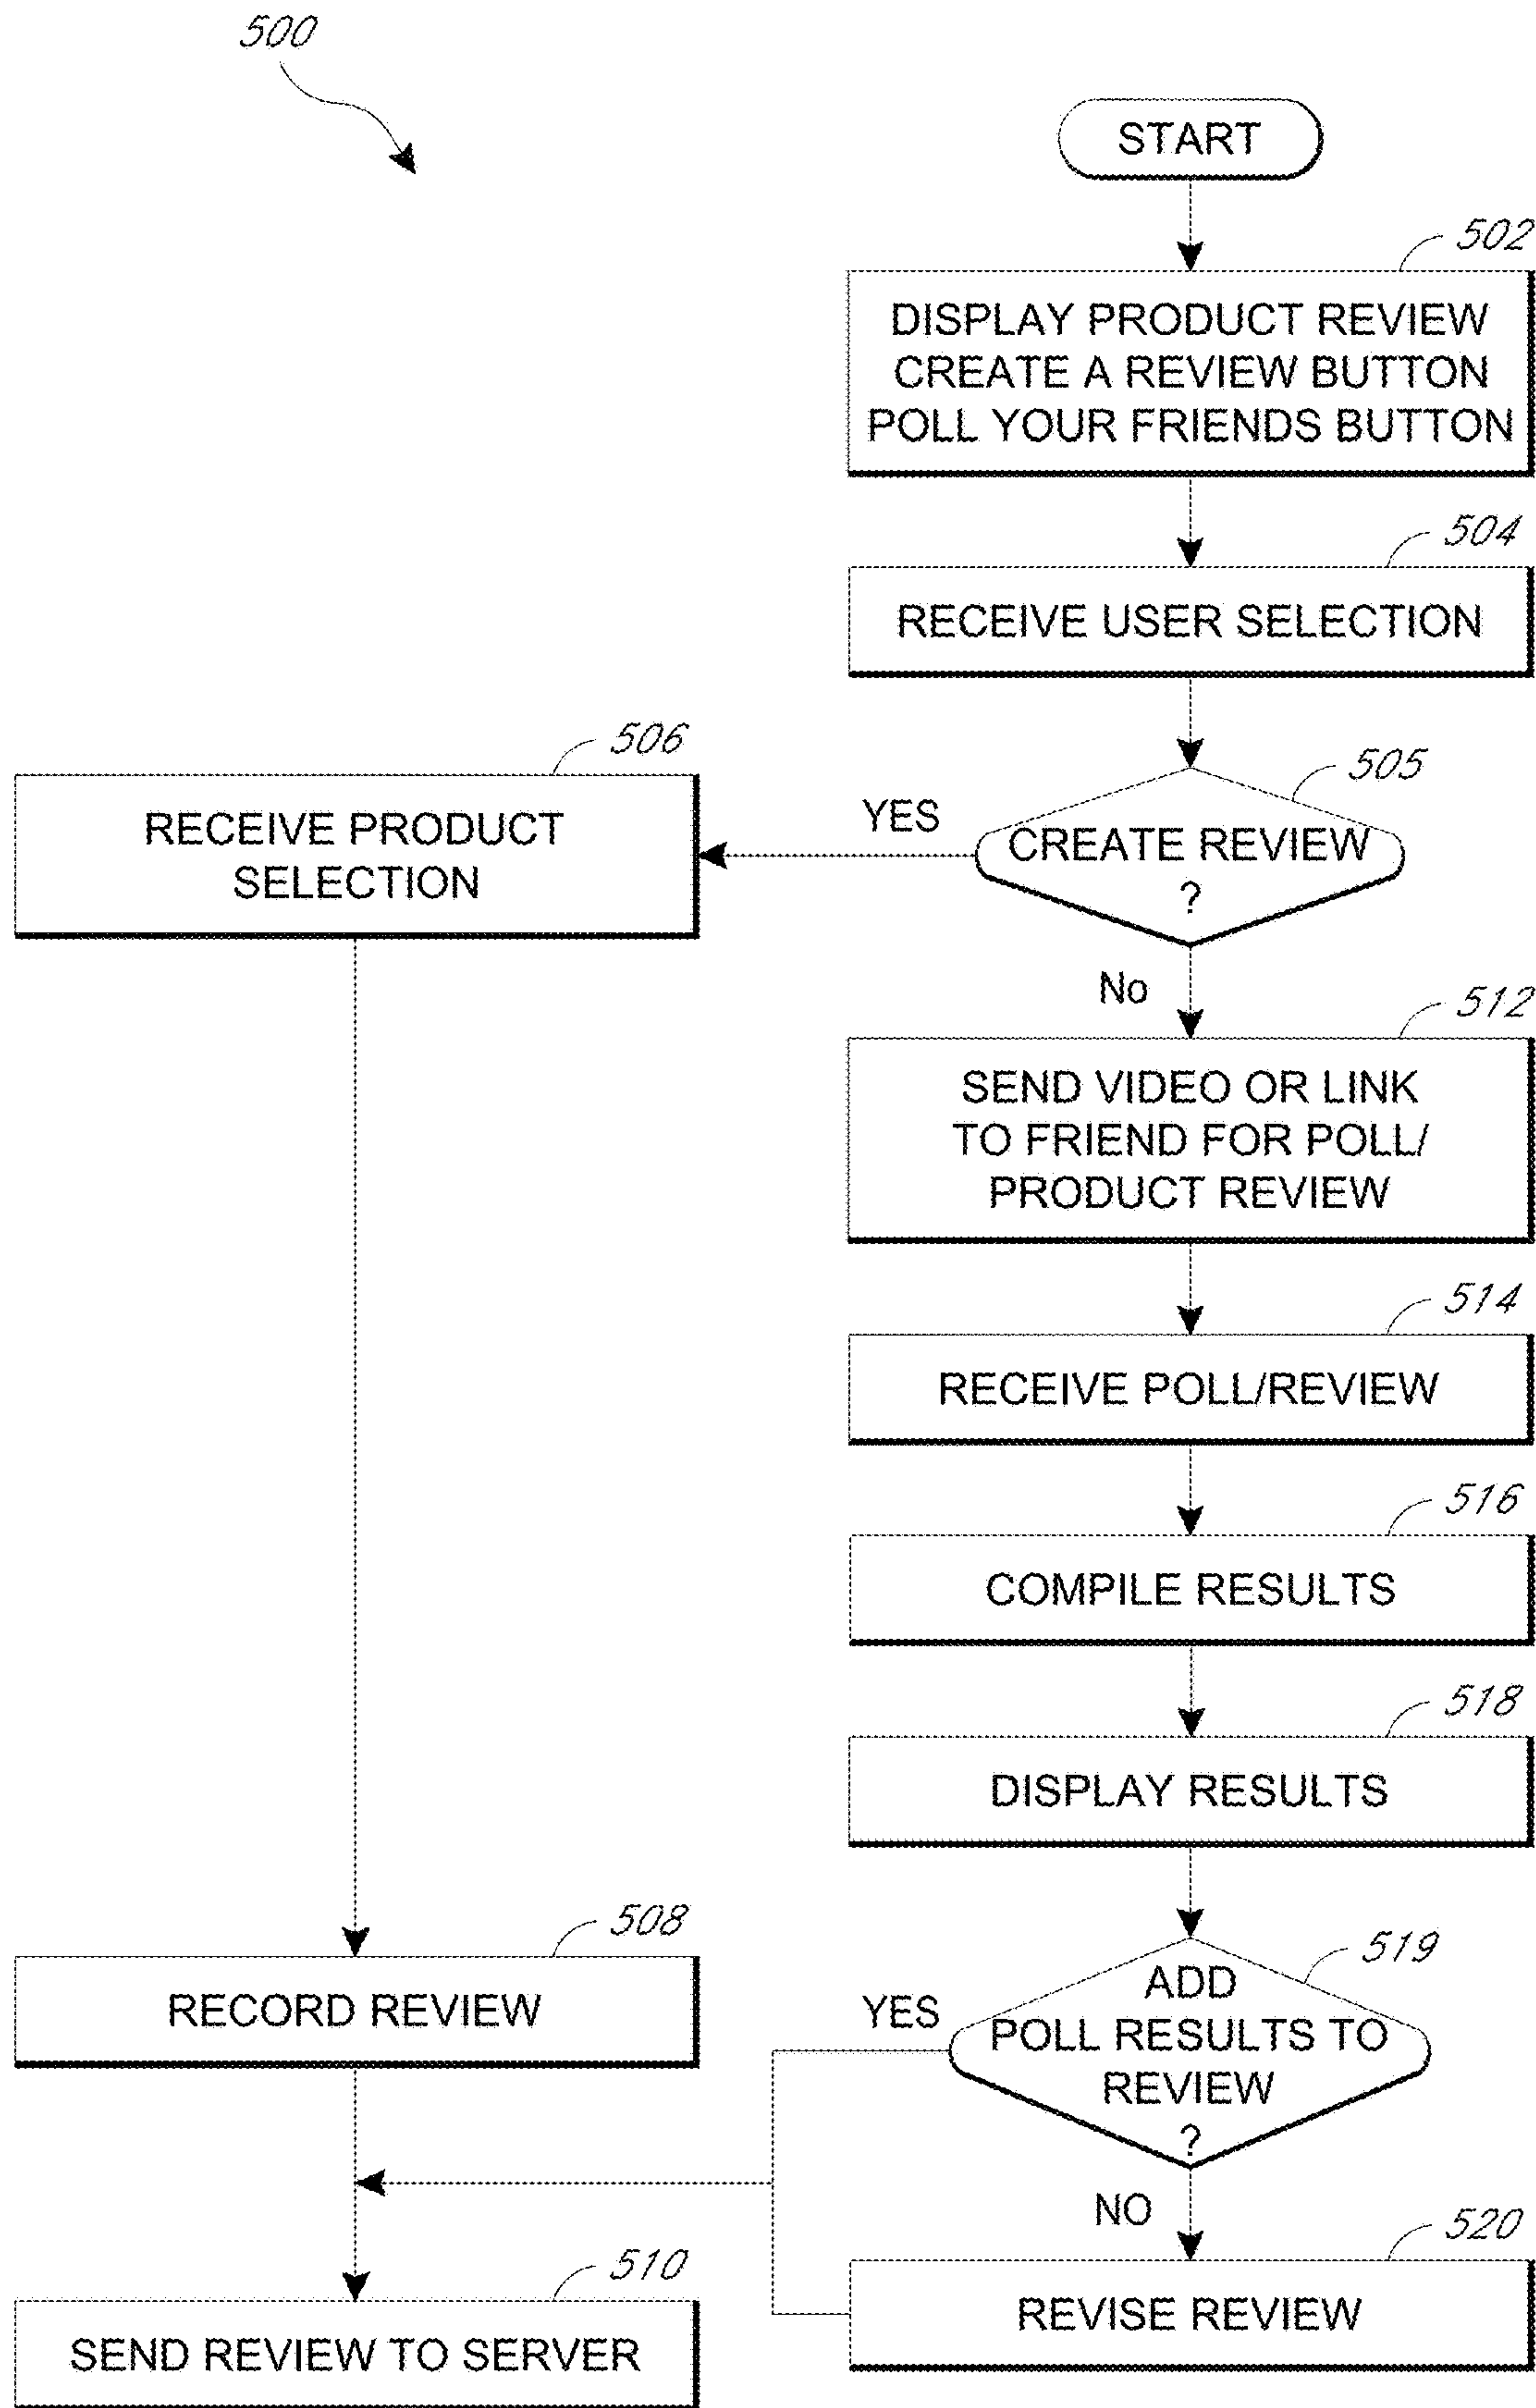 500
START
502
DISPLAY PRODUCT REVIEW
CREATE A REVIEW BUTTON
POLL YOUR FRIENDS BUTTON
504
RECEIVE USER SELECTION
505
CREATE REVIEW
?
YES
506
RECEIVE PRODUCT
SELECTION
No
512
SEND VIDEO OR LINK
TO FRIEND FOR POLL/
PRODUCT REVIEW
514
RECEIVE POLL/REVIEW
516
COMPILE RESULTS
518
DISPLAY RESULTS
519
ADD
POLL RESULTS TO
REVIEW
?
YES
508
RECORD REVIEW
NO
520
REVISE REVIEW
510
SEND REVIEW TO SERVER